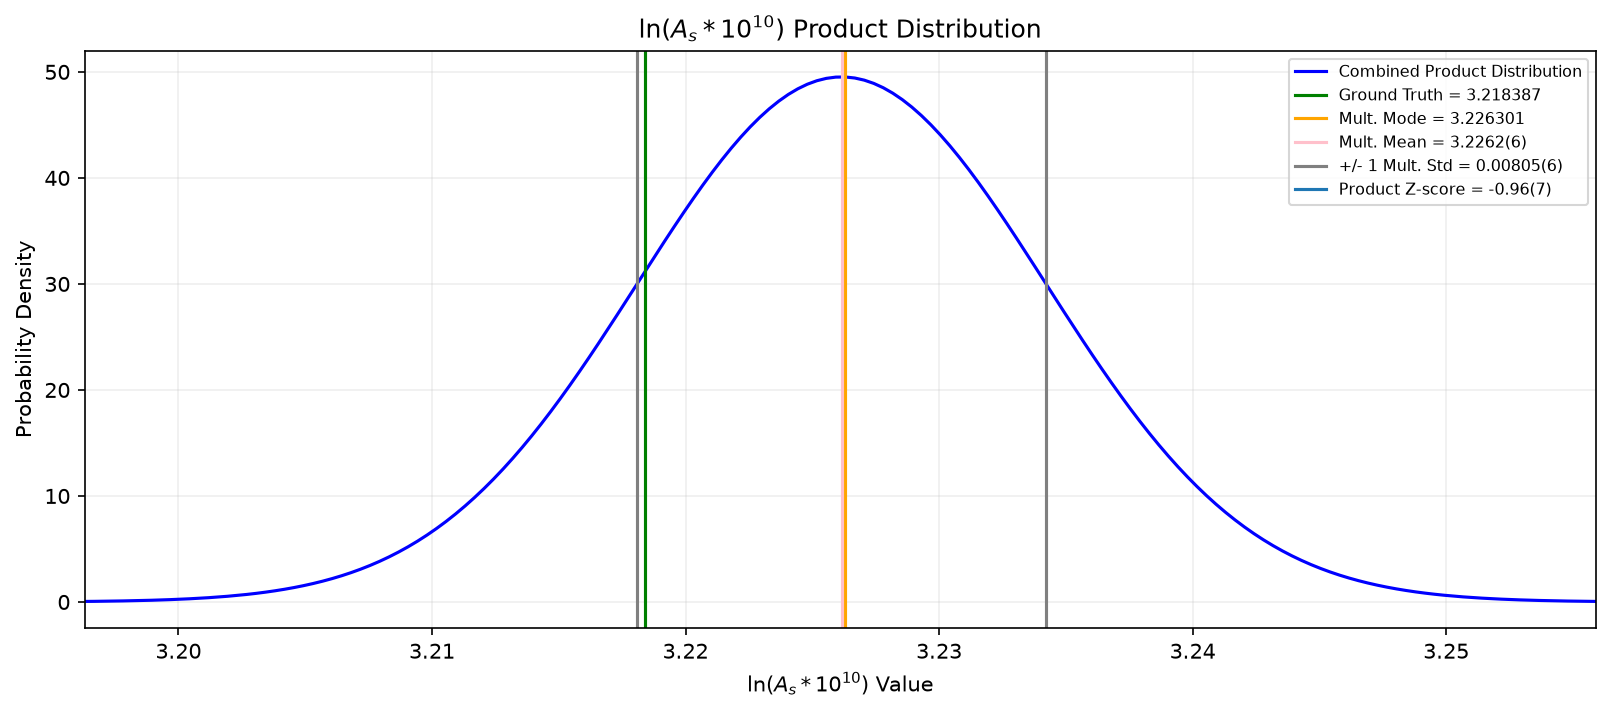 ln(A_s * 10^10) Product Distribution
Combined Product Distribution
Ground Truth = 3.218387
Mult. Mode = 3.226301
Mult. Mean = 3.2262(6)
+/- 1 Mult. Std = 0.00805(6)
Product Z-score = -0.96(7)
Probability Density
50
40
30
20
10
0
3.20 3.21 3.22 3.23 3.24 3.25
ln(A_s * 10^10) Value